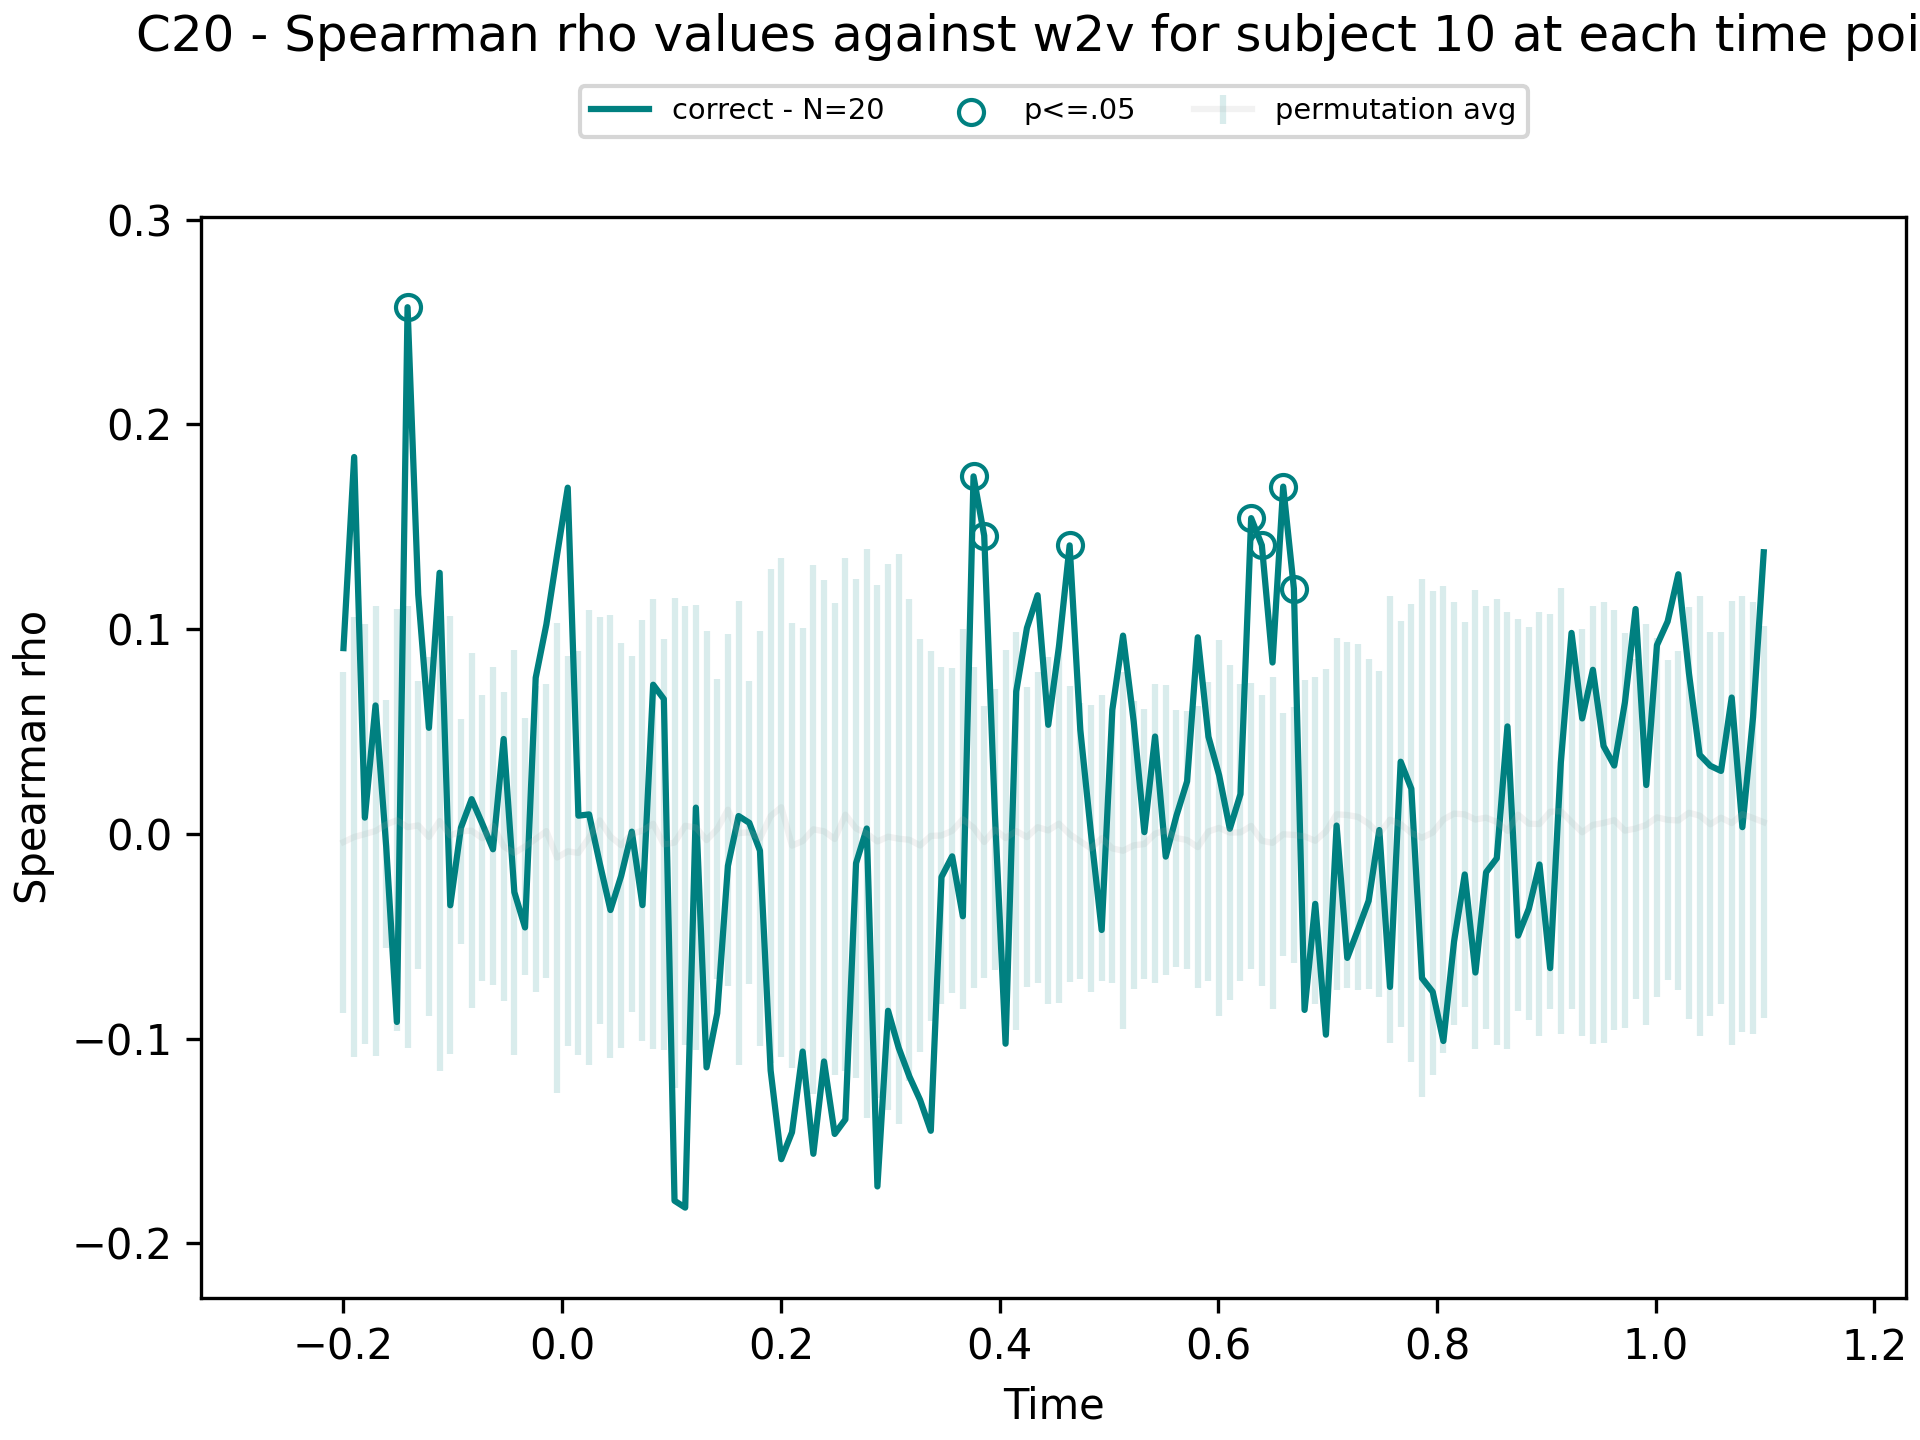 C20 - Spearman rho values against w2v for subject 10 at each time poi
correct - N=20 p<=.05 permutation avg
0.3
0.2
0.1
0.0
−0.1
−0.2
Spearman rho
−0.2 0.0 0.2 0.4 0.6 0.8 1.0 1.2
Time